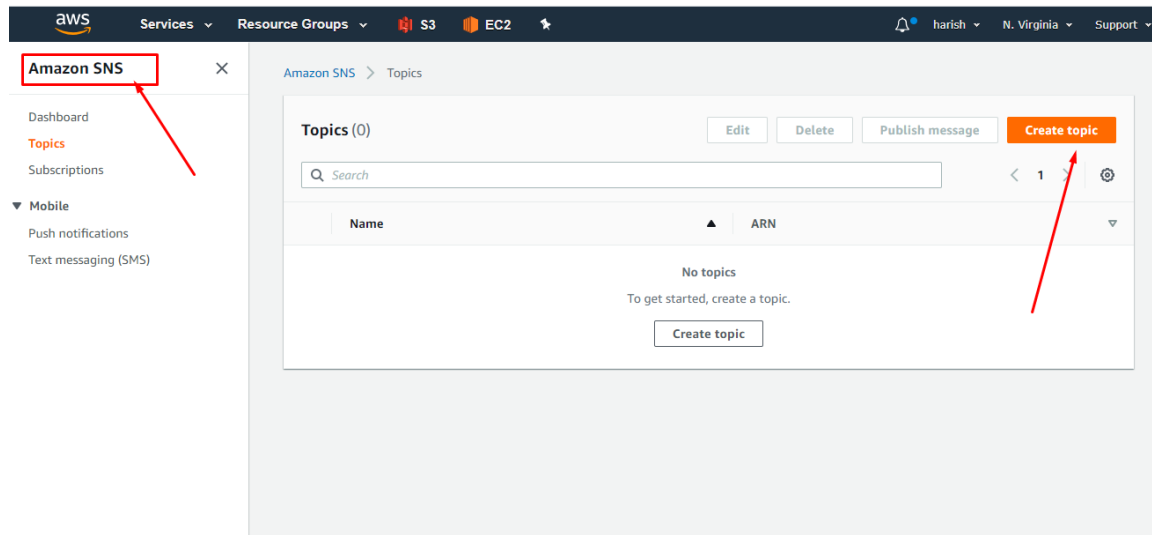 aws Services Resource Groups S3 EC2 harish N. Virginia Support
Amazon SNS
Dashboard
Topics
Subscriptions
Mobile
Push notifications
Text messaging (SMS)
Amazon SNS > Topics
Topics (0) Edit Delete Publish message Create topic
Search < 1 >
Name ARN
No topics
To get started, create a topic.
Create topic